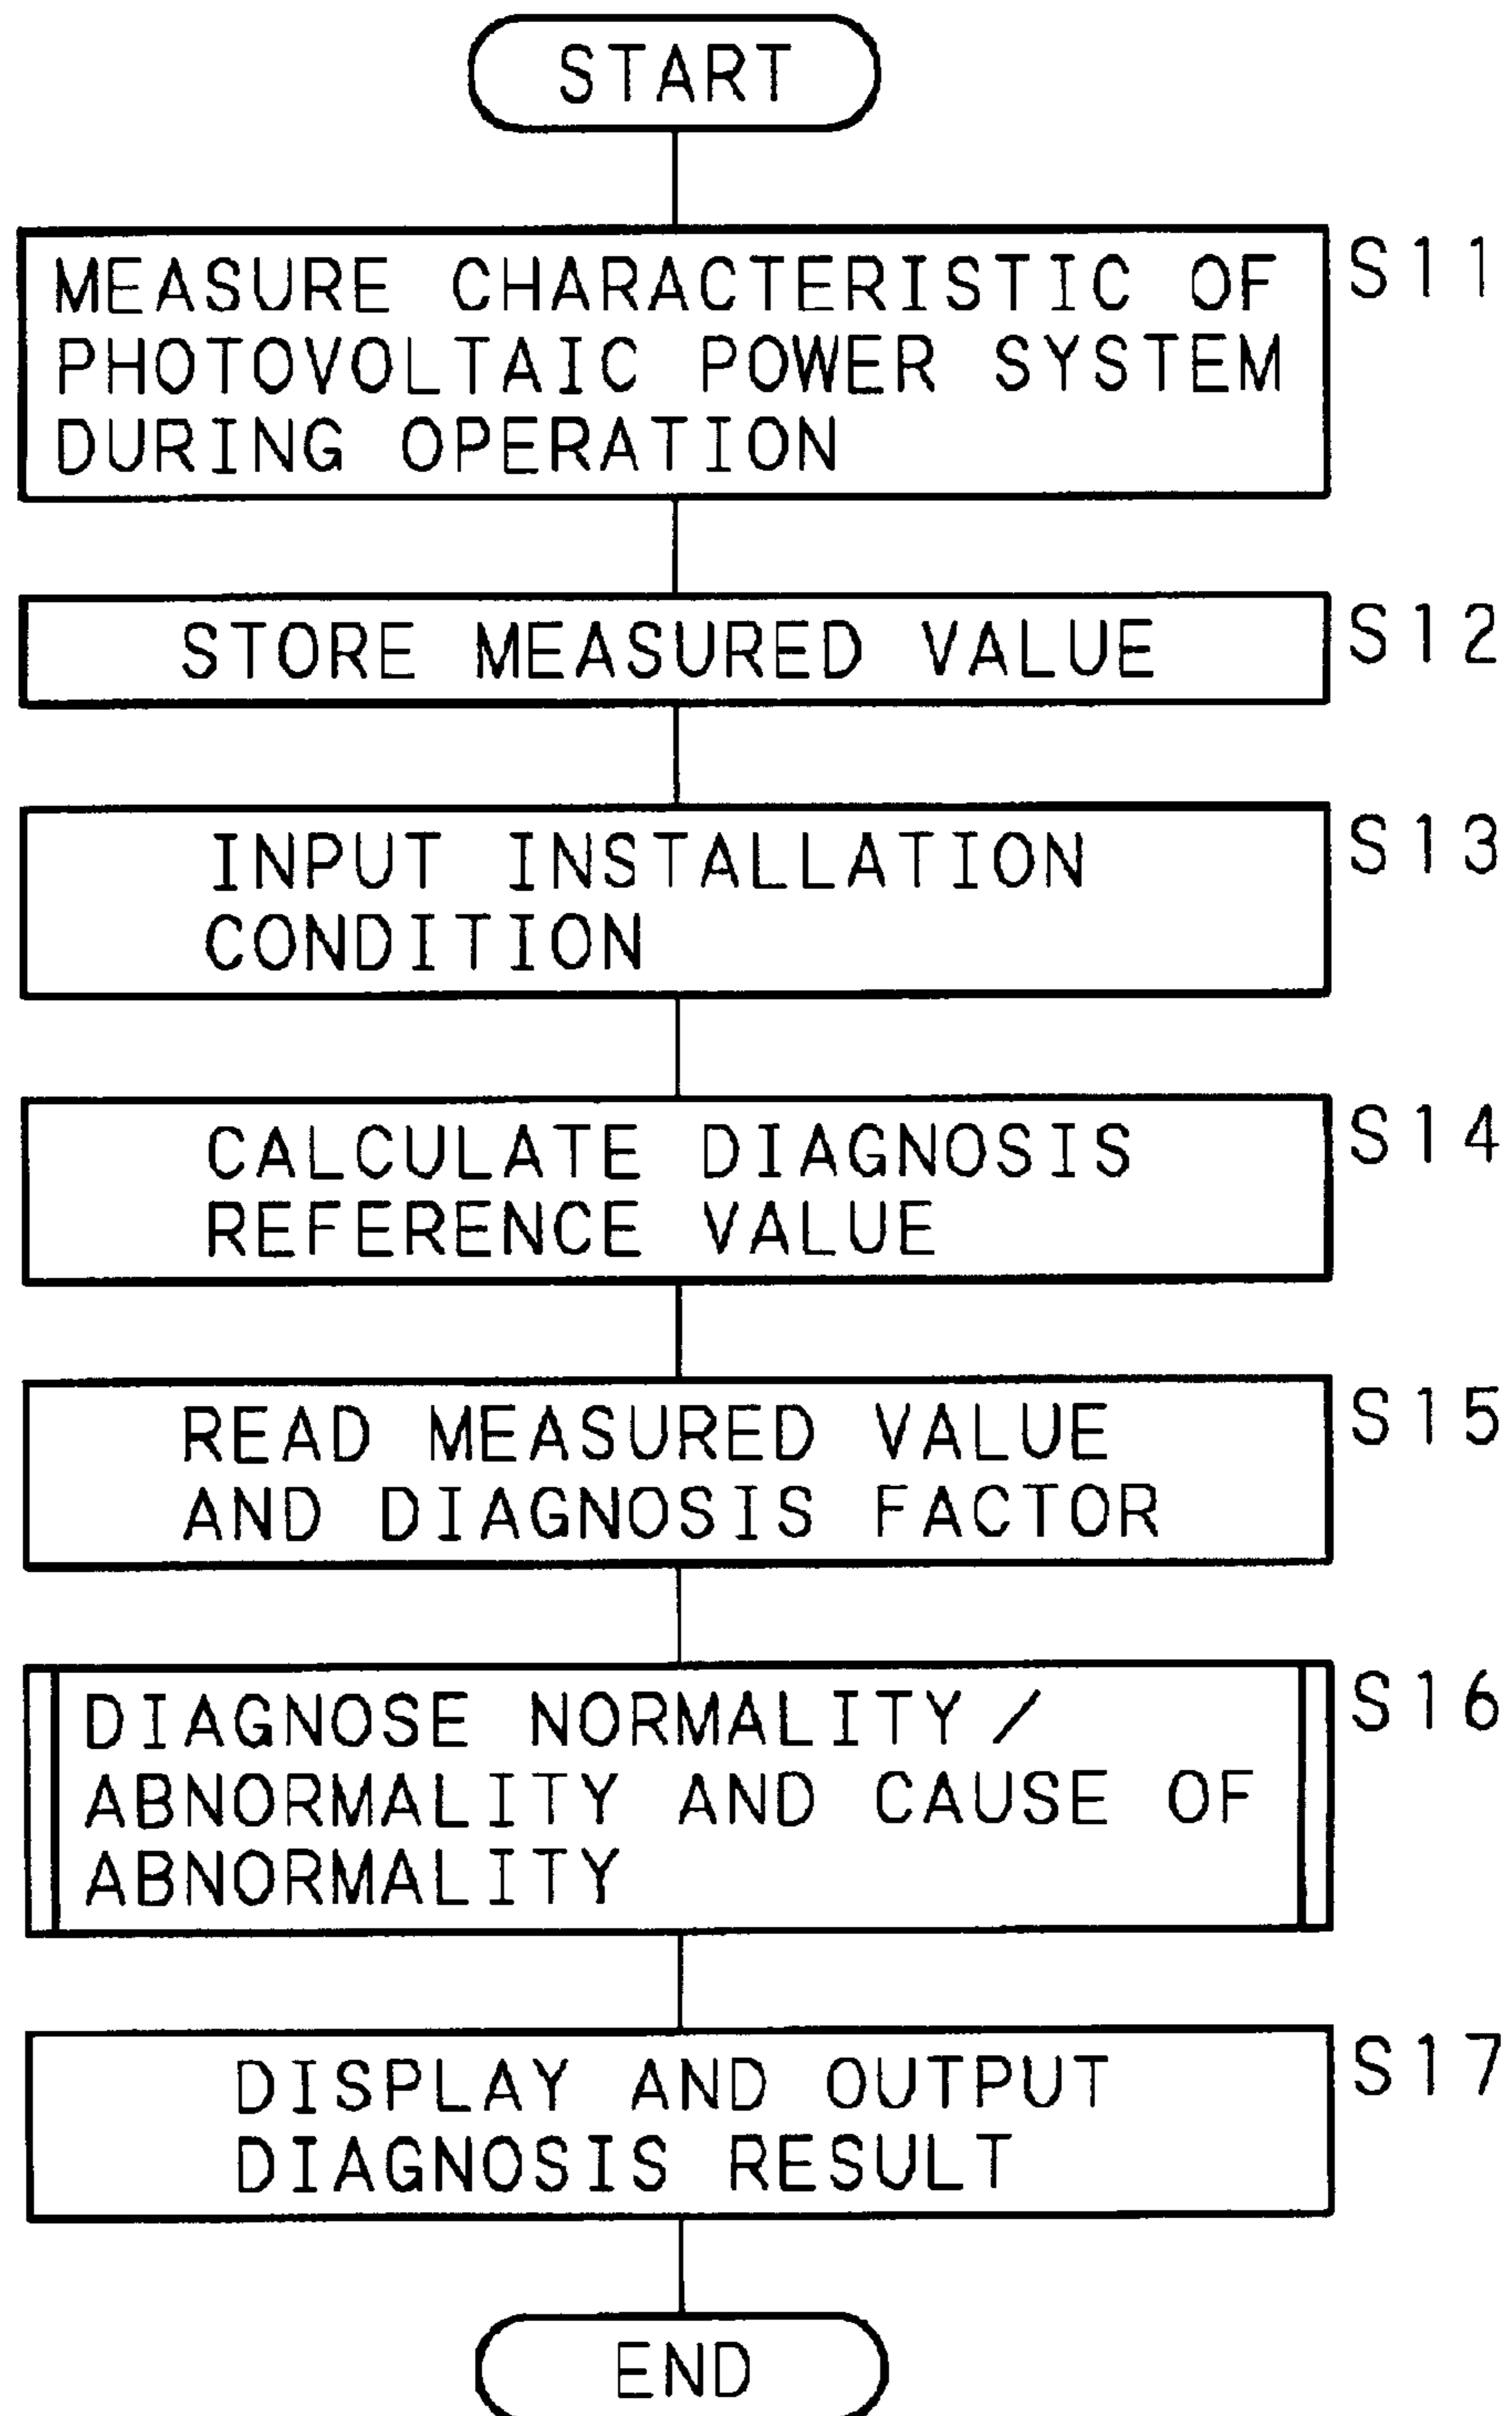 START
MEASURE CHARACTERISTIC OF
PHOTOVOLTAIC POWER SYSTEM
DURING OPERATION
S11
STORE MEASURED VALUE
S12
INPUT INSTALLATION
CONDITION
S13
CALCULATE DIAGNOSIS
REFERENCE VALUE
S14
READ MEASURED VALUE
AND DIAGNOSIS FACTOR
S15
DIAGNOSE NORMALITY/
ABNORMALITY AND CAUSE OF
ABNORMALITY
S16
DISPLAY AND OUTPUT
DIAGNOSIS RESULT
S17
END